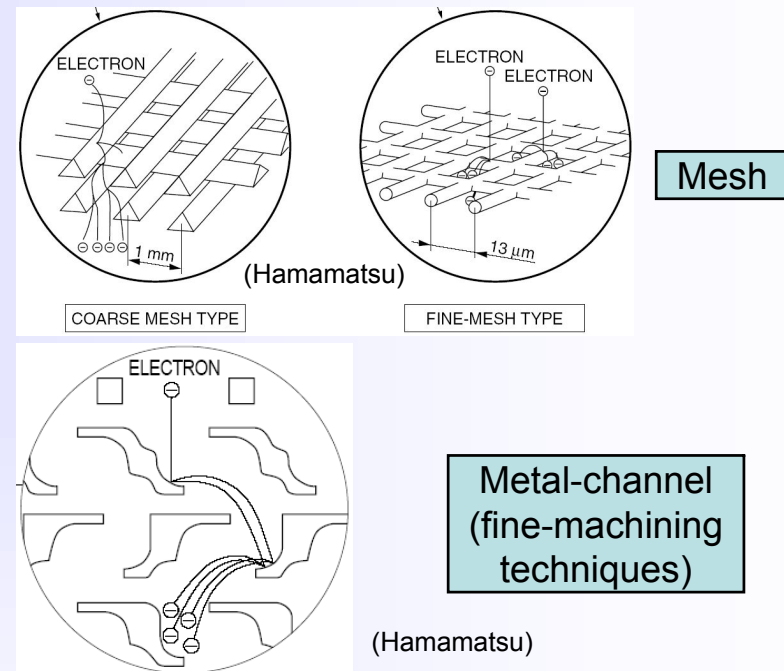 ELECTRON
⊖
1 mm
COARSE MESH TYPE
ELECTRON
⊖
ELECTRON
⊖
13 μm
FINE-MESH TYPE
(Hamamatsu)
Mesh
ELECTRON
⊖
(Hamamatsu)
Metal-channel
(fine-machining
techniques)